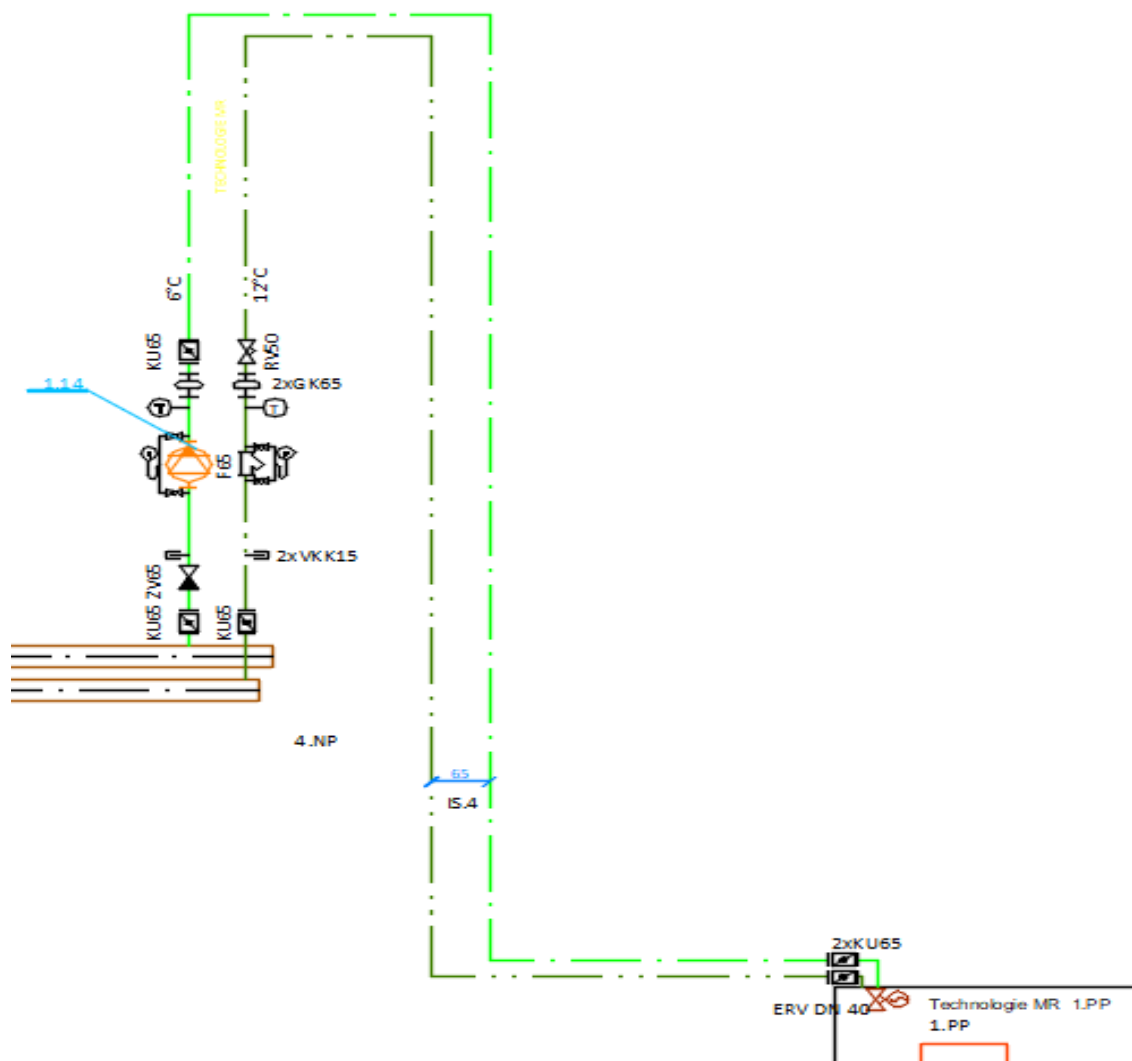 TECHNOLOGIE MR
6°C
12°C
KU65
RV50
2xGK65
1.14
T
T
F65
2xVKK15
KU65 ZV65
KU65
4.NP
65
IS.4
2xKU65
ERV DN 40
Technologie MR 1.PP
1.PP